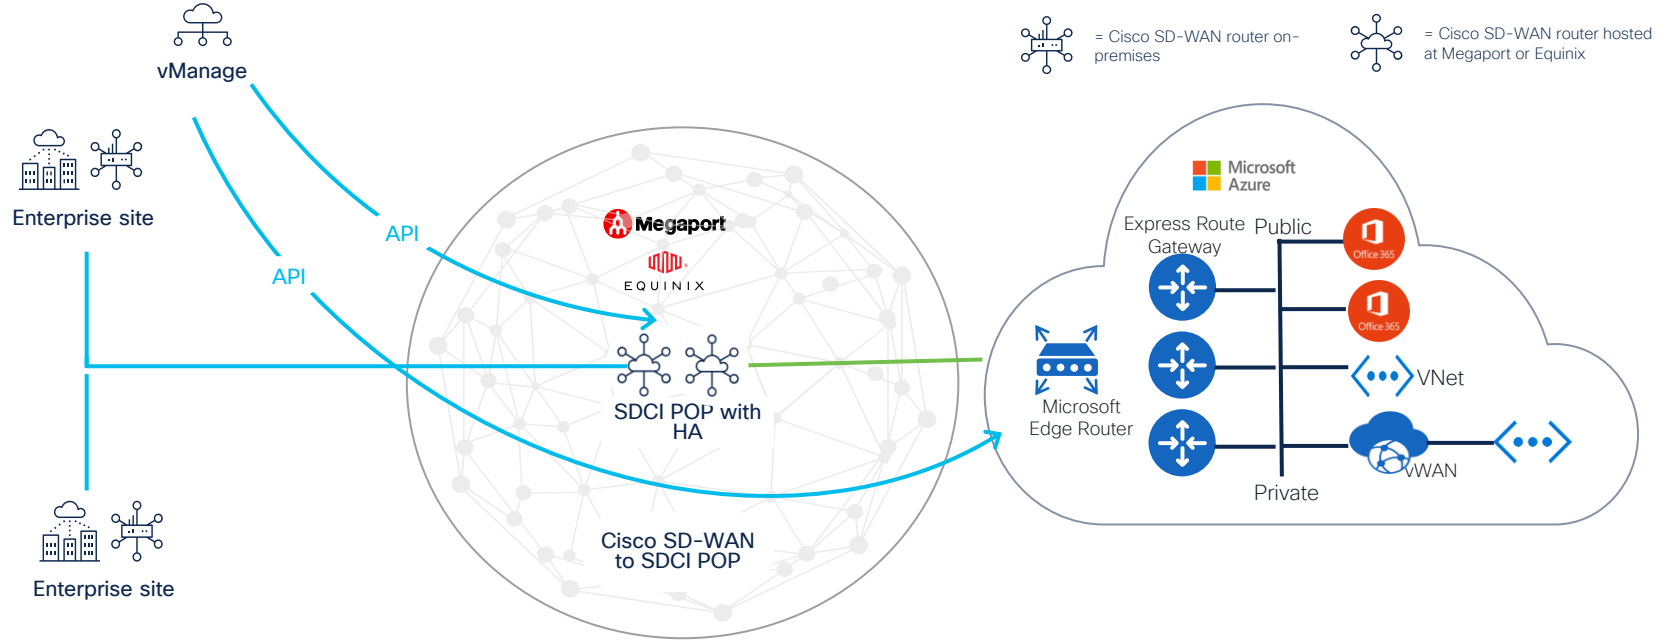 vManage
= Cisco SD-WAN router on-
premises
= Cisco SD-WAN router hosted
at Megaport or Equinix
Enterprise site
API
API
Megaport
EQUINIX
SDCI POP with
HA
Cisco SD-WAN
to SDCI POP
Enterprise site
Microsoft
Azure
Express Route
Gateway
Public
Office 365
Office 365
VNet
Microsoft
Edge Router
vWAN
Private